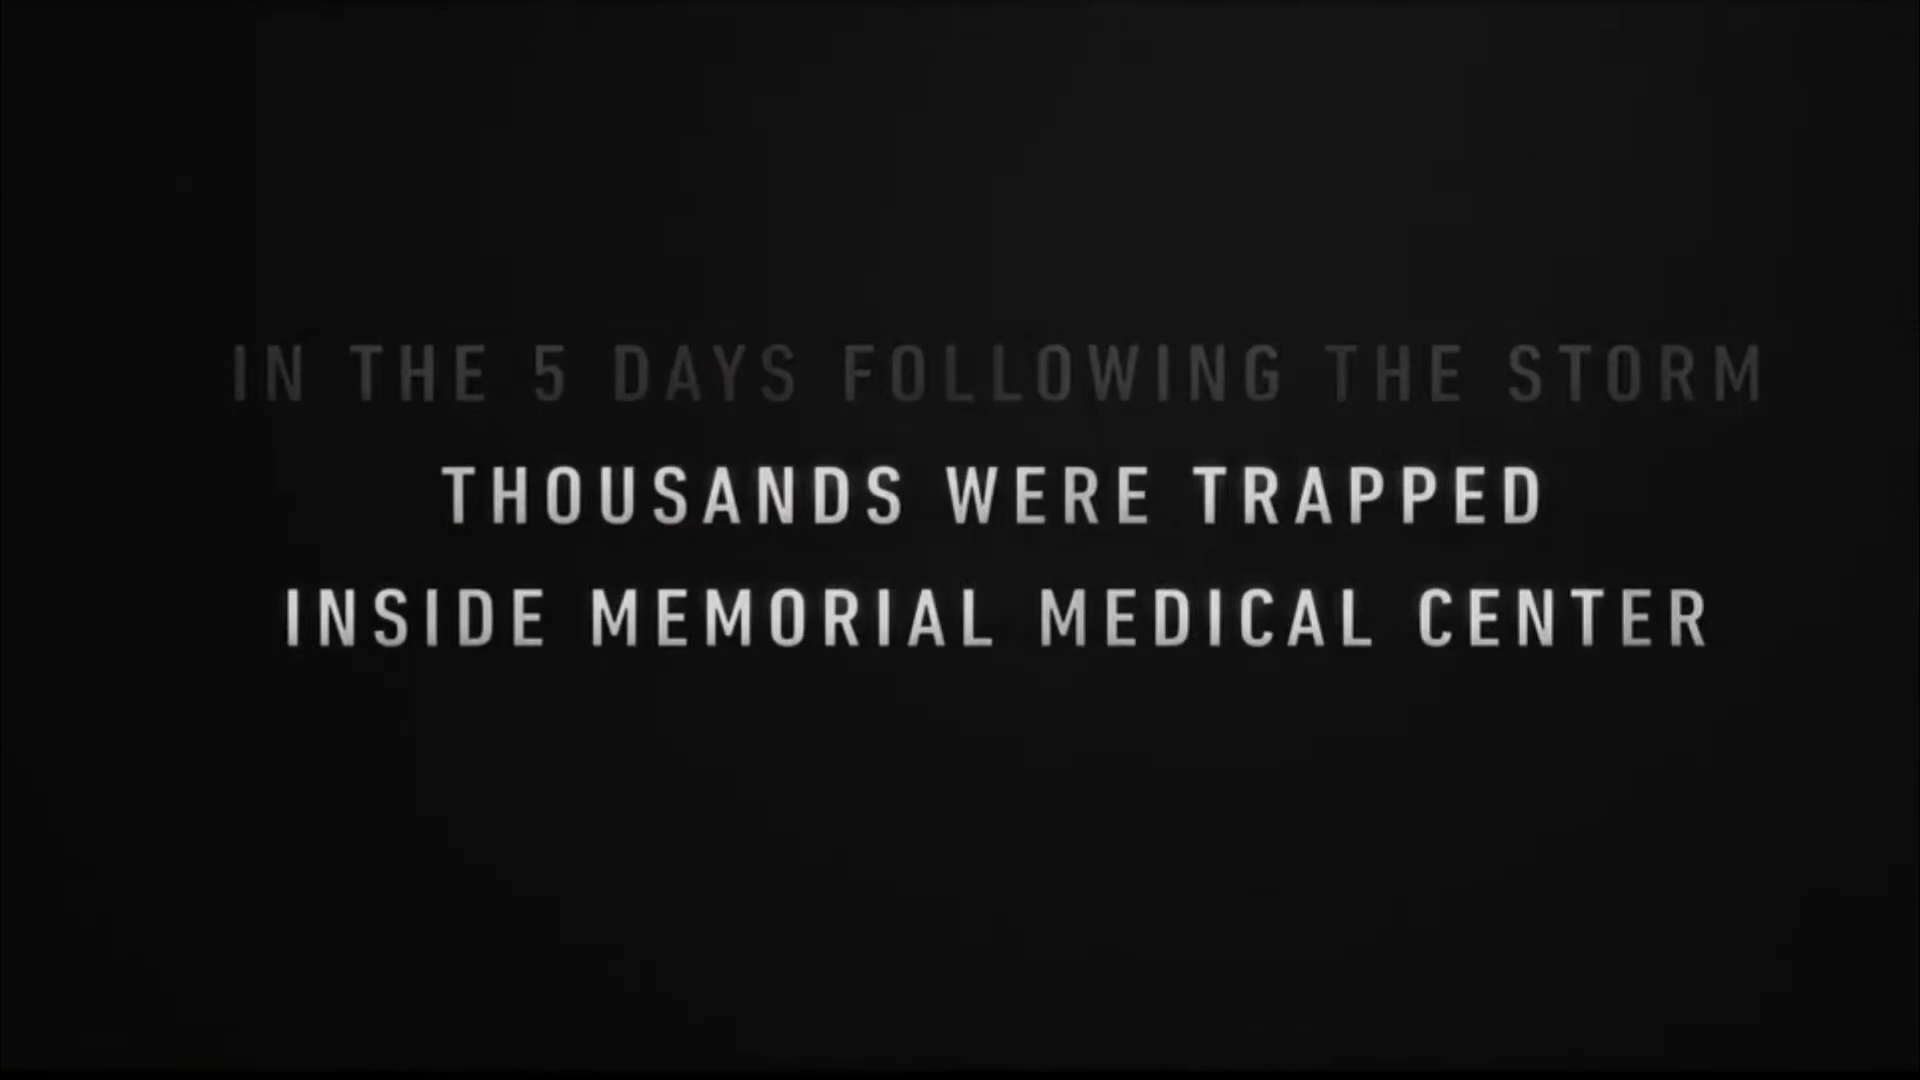 IN THE 5 DAYS FOLLOWING THE STORM
THOUSANDS WERE TRAPPED
INSIDE MEMORIAL MEDICAL CENTER